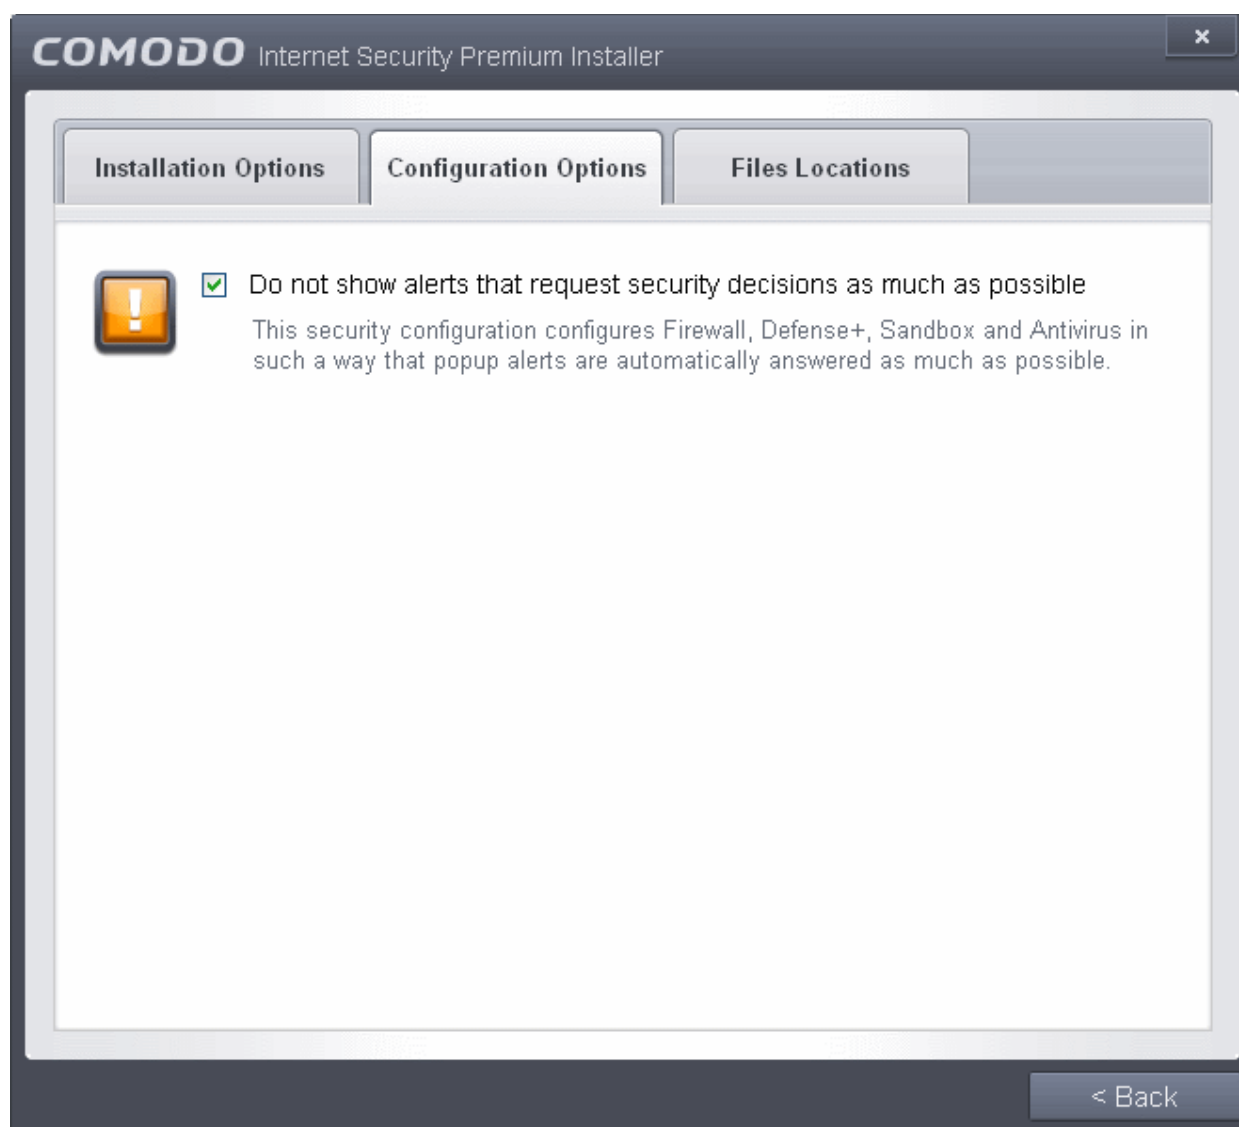 COMODO Internet Security Premium Installer
Installation Options
Configuration Options
Files Locations
Do not show alerts that request security decisions as much as possible
This security configuration configures Firewall, Defense+, Sandbox and Antivirus in
such a way that popup alerts are automatically answered as much as possible.
< Back